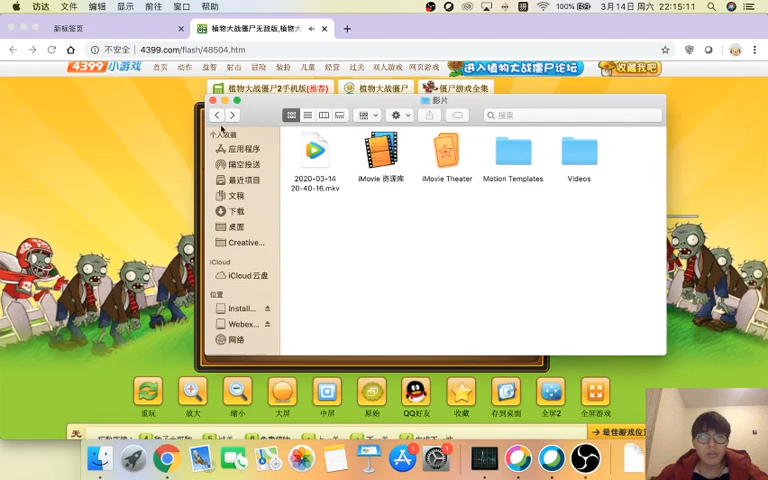 访达 文件 编辑 显示 前往 窗口 帮助
100% 3月14日 周六 22:15:11
新标签页
植物大战僵尸无敌版,植物大
不安全 4399.com/flash/48504.htm
4399 小游戏 首页 动作 益智 射击 冒险 装扮 儿童 经营 过关 双人游戏 网页游戏 进入植物大战僵尸论坛 收藏我吧
植物大战僵尸2手机版(推荐) 植物大战僵尸 僵尸游戏全集
影片
搜索
个人收藏
应用程序
隔空投送
最近项目
文稿
下载
桌面
Creative...
iCloud
iCloud 云盘
位置
Install...
Webex...
网络
2020-03-14
20-40-16.mkv
iMovie 资源库
iMovie Theater
Motion Templates
Videos
重玩 放大 缩小 大屏 中屏 原始 QQ好友 收藏 存到桌面 全屏2 全屏游戏
无
最佳游戏位